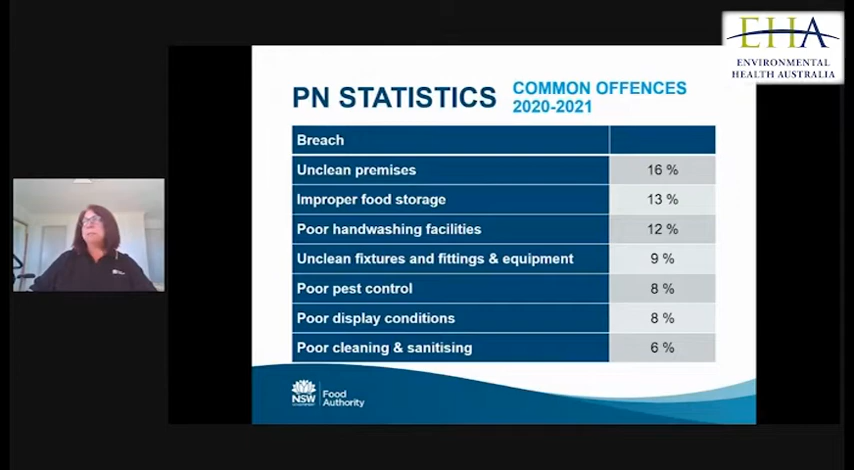 EHA
ENVIRONMENTAL
HEALTH AUSTRALIA
PN STATISTICS
COMMON OFFENCES
2020-2021
Breach
Unclean premises 16 %
Improper food storage 13 %
Poor handwashing facilities 12 %
Unclean fixtures and fittings & equipment 9 %
Poor pest control 8 %
Poor display conditions 8 %
Poor cleaning & sanitising 6 %
NSW
Food
Authority